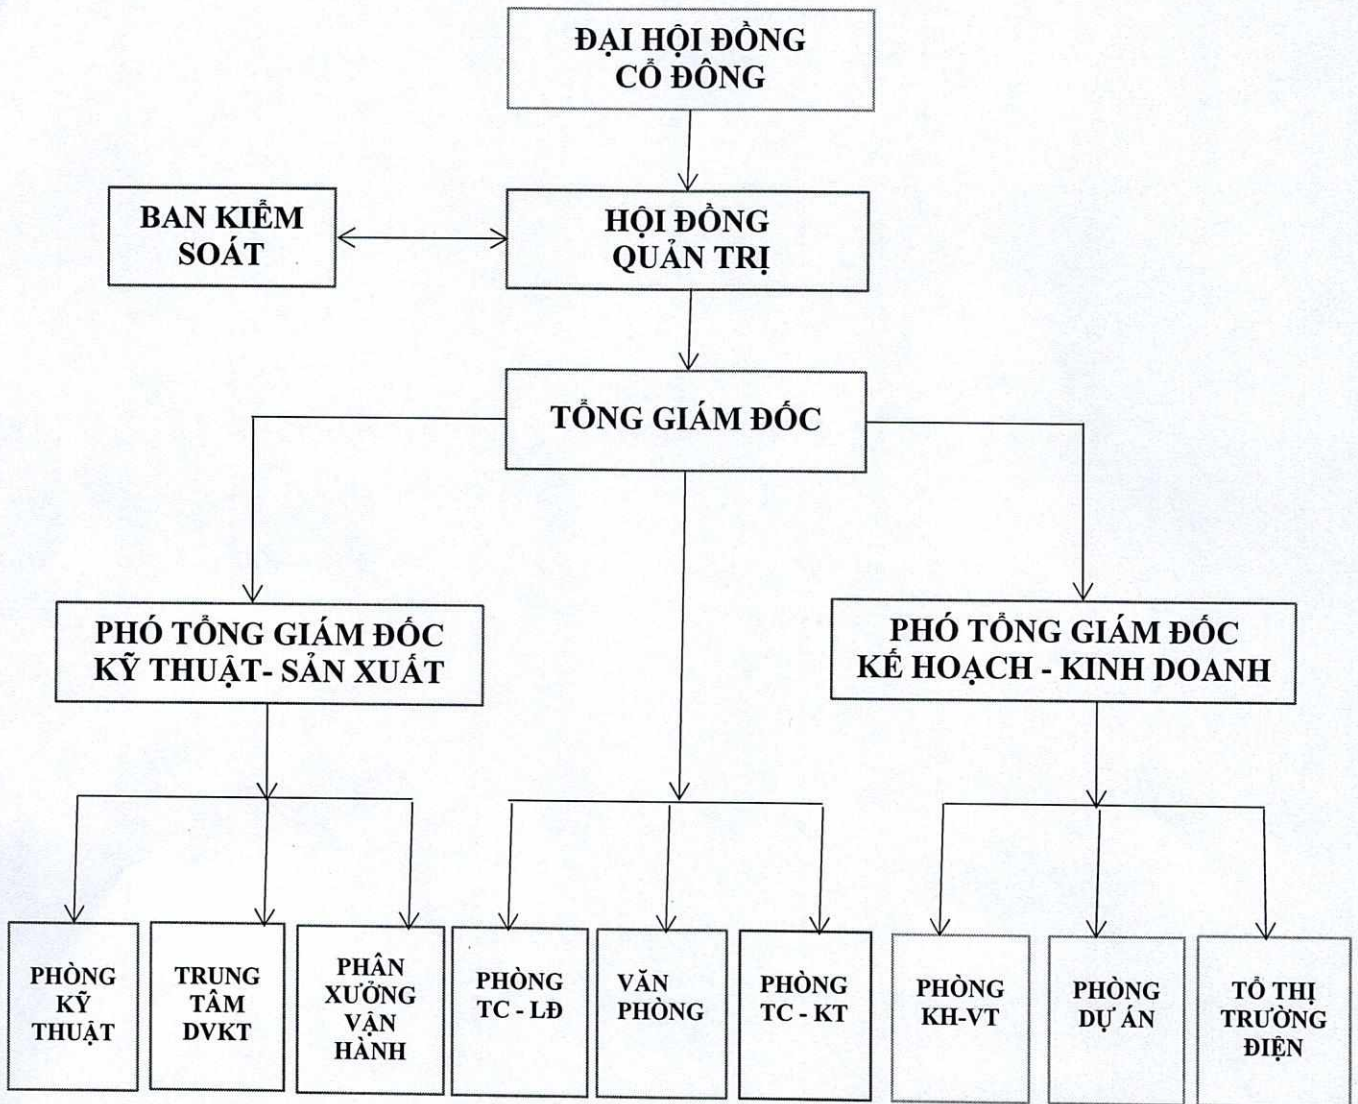 ĐẠI HỘI ĐỒNG
CỔ ĐÔNG
BAN KIỂM
SOÁT
HỘI ĐỒNG
QUẢN TRỊ
TỔNG GIÁM ĐỐC
PHÓ TỔNG GIÁM ĐỐC
KỸ THUẬT- SẢN XUẤT
PHÓ TỔNG GIÁM ĐỐC
KẾ HOẠCH - KINH DOANH
PHÒNG
KỸ
THUẬT
TRUNG
TÂM
DVKT
PHÂN
XƯỞNG
VẬN
HÀNH
PHÒNG
TC - LĐ
VĂN
PHÒNG
PHÒNG
TC - KT
PHÒNG
KH-VT
PHÒNG
DỰ ÁN
TỔ THỊ
TRƯỜNG
ĐIỆN